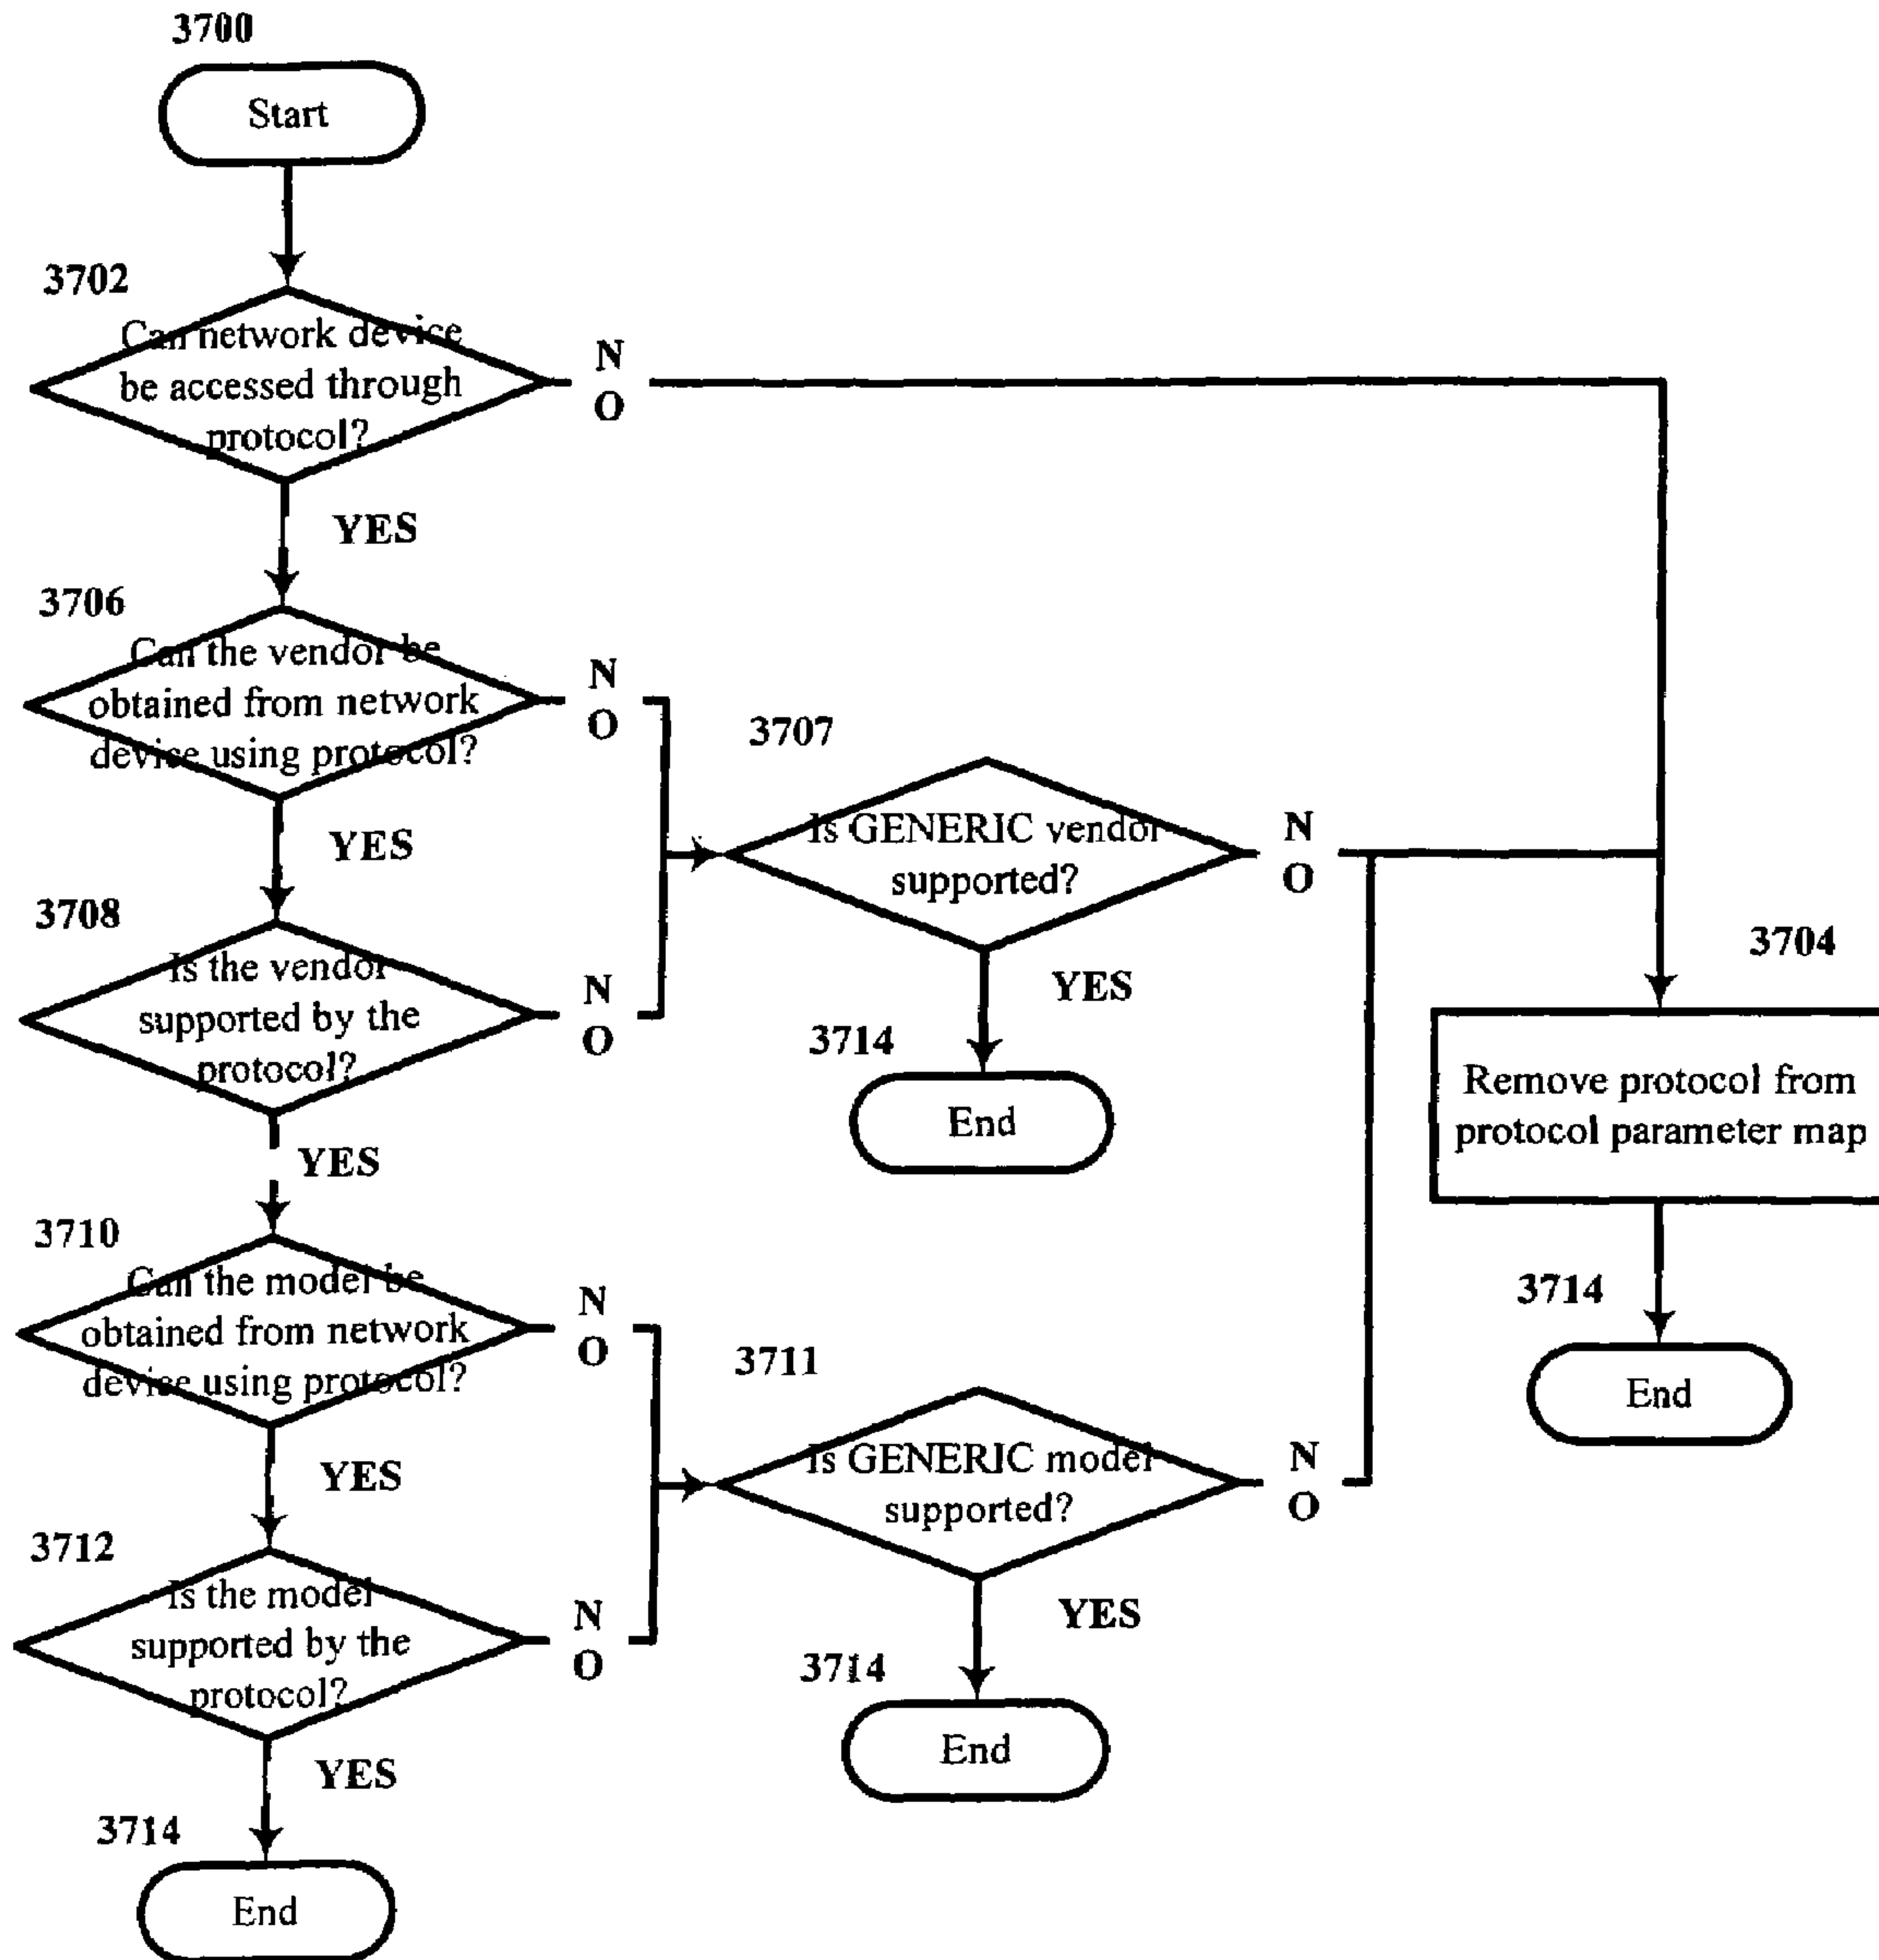 3700
Start
3702
Can network device
be accessed through
protocol?
N
O
YES
3706
Can the vendor be
obtained from network
device using protocol?
N
O
YES
3707
Is GENERIC vendor
supported?
N
O
YES
3714
End
3708
Is the vendor
supported by the
protocol?
N
O
YES
3704
Remove protocol from
protocol parameter map
3714
End
3710
Can the model be
obtained from network
device using protocol?
N
O
YES
3711
Is GENERIC model
supported?
N
O
YES
3714
End
3712
Is the model
supported by the
protocol?
N
O
YES
3714
End